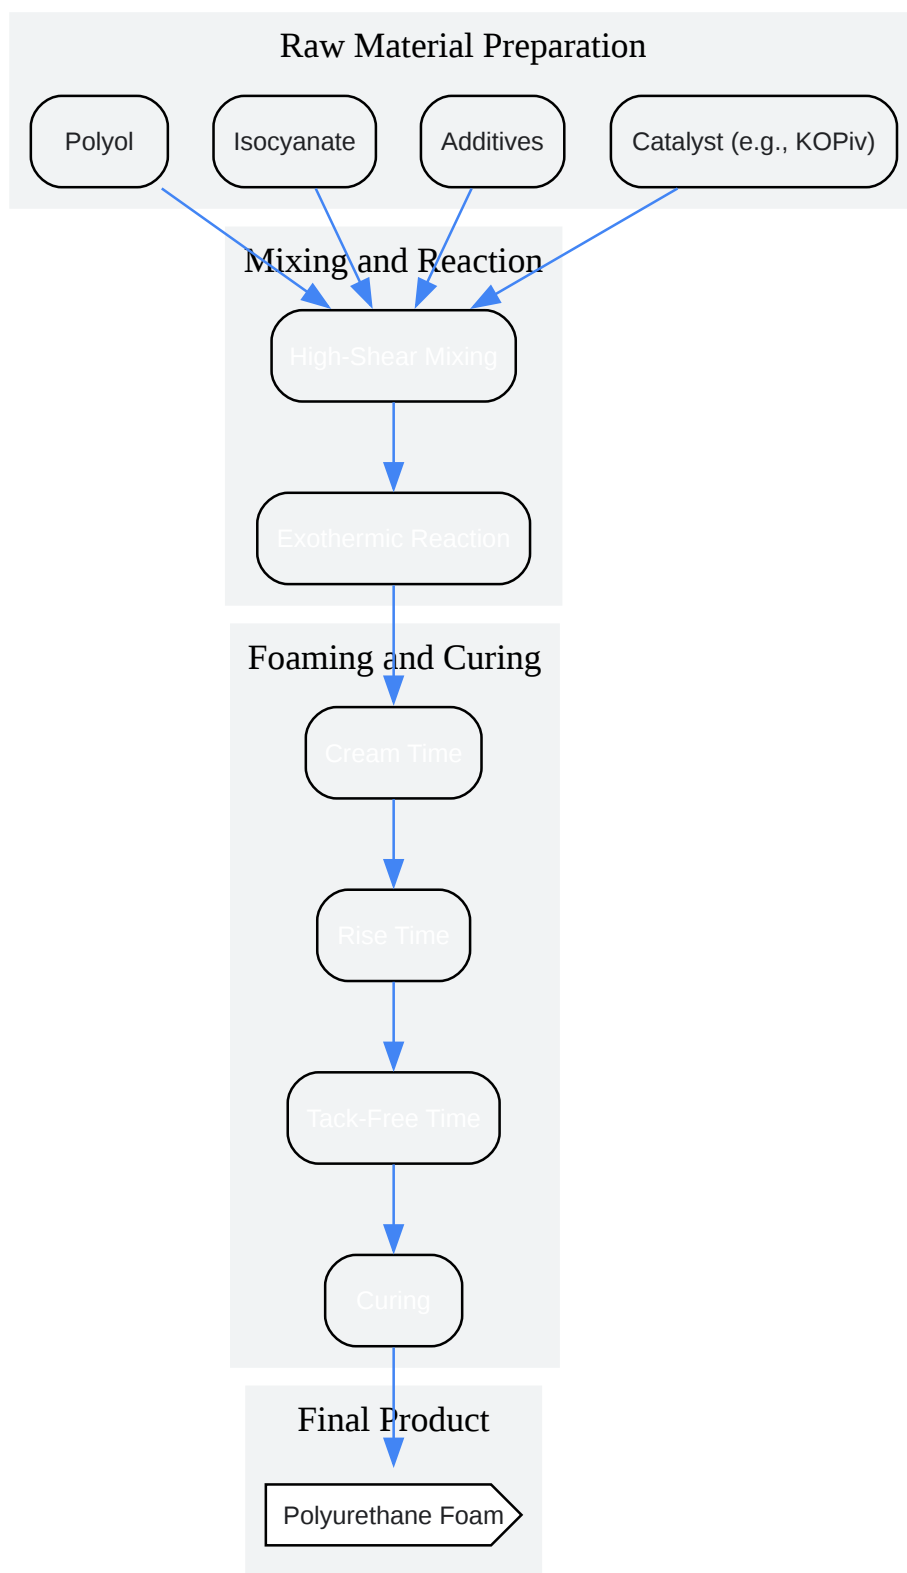 Raw Material Preparation
Polyol
Isocyanate
Additives
Catalyst (e.g., KOPiv)
Mixing and Reaction
High-Shear Mixing
Exothermic Reaction
Foaming and Curing
Cream Time
Rise Time
Tack-Free Time
Curing
Final Product
Polyurethane Foam